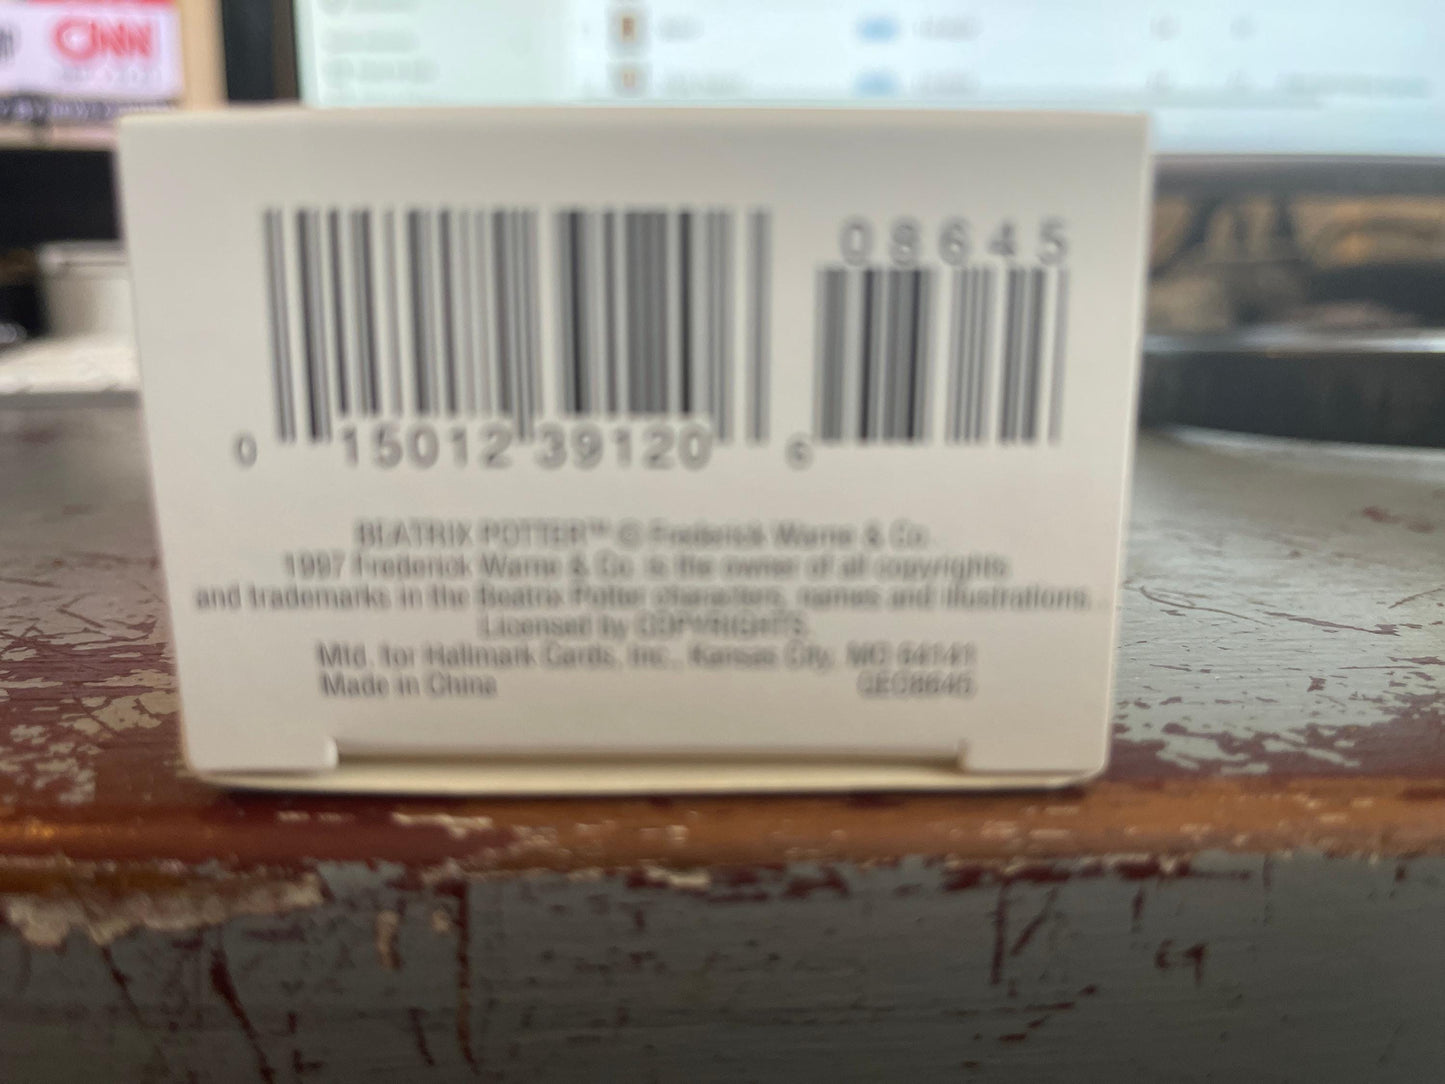 CNN
08645
0 15012 39120 6
BEATRIX POTTER™ © Frederick Warne & Co.
1997 Frederick Warne & Co. is the owner of all copyrights
and trademarks in the Beatrix Potter characters, names and illustrations.
Licensed by COPYRIGHTS.
Mfd. for Hallmark Cards, Inc., Kansas City, MO 64141
Made in China QEO8645